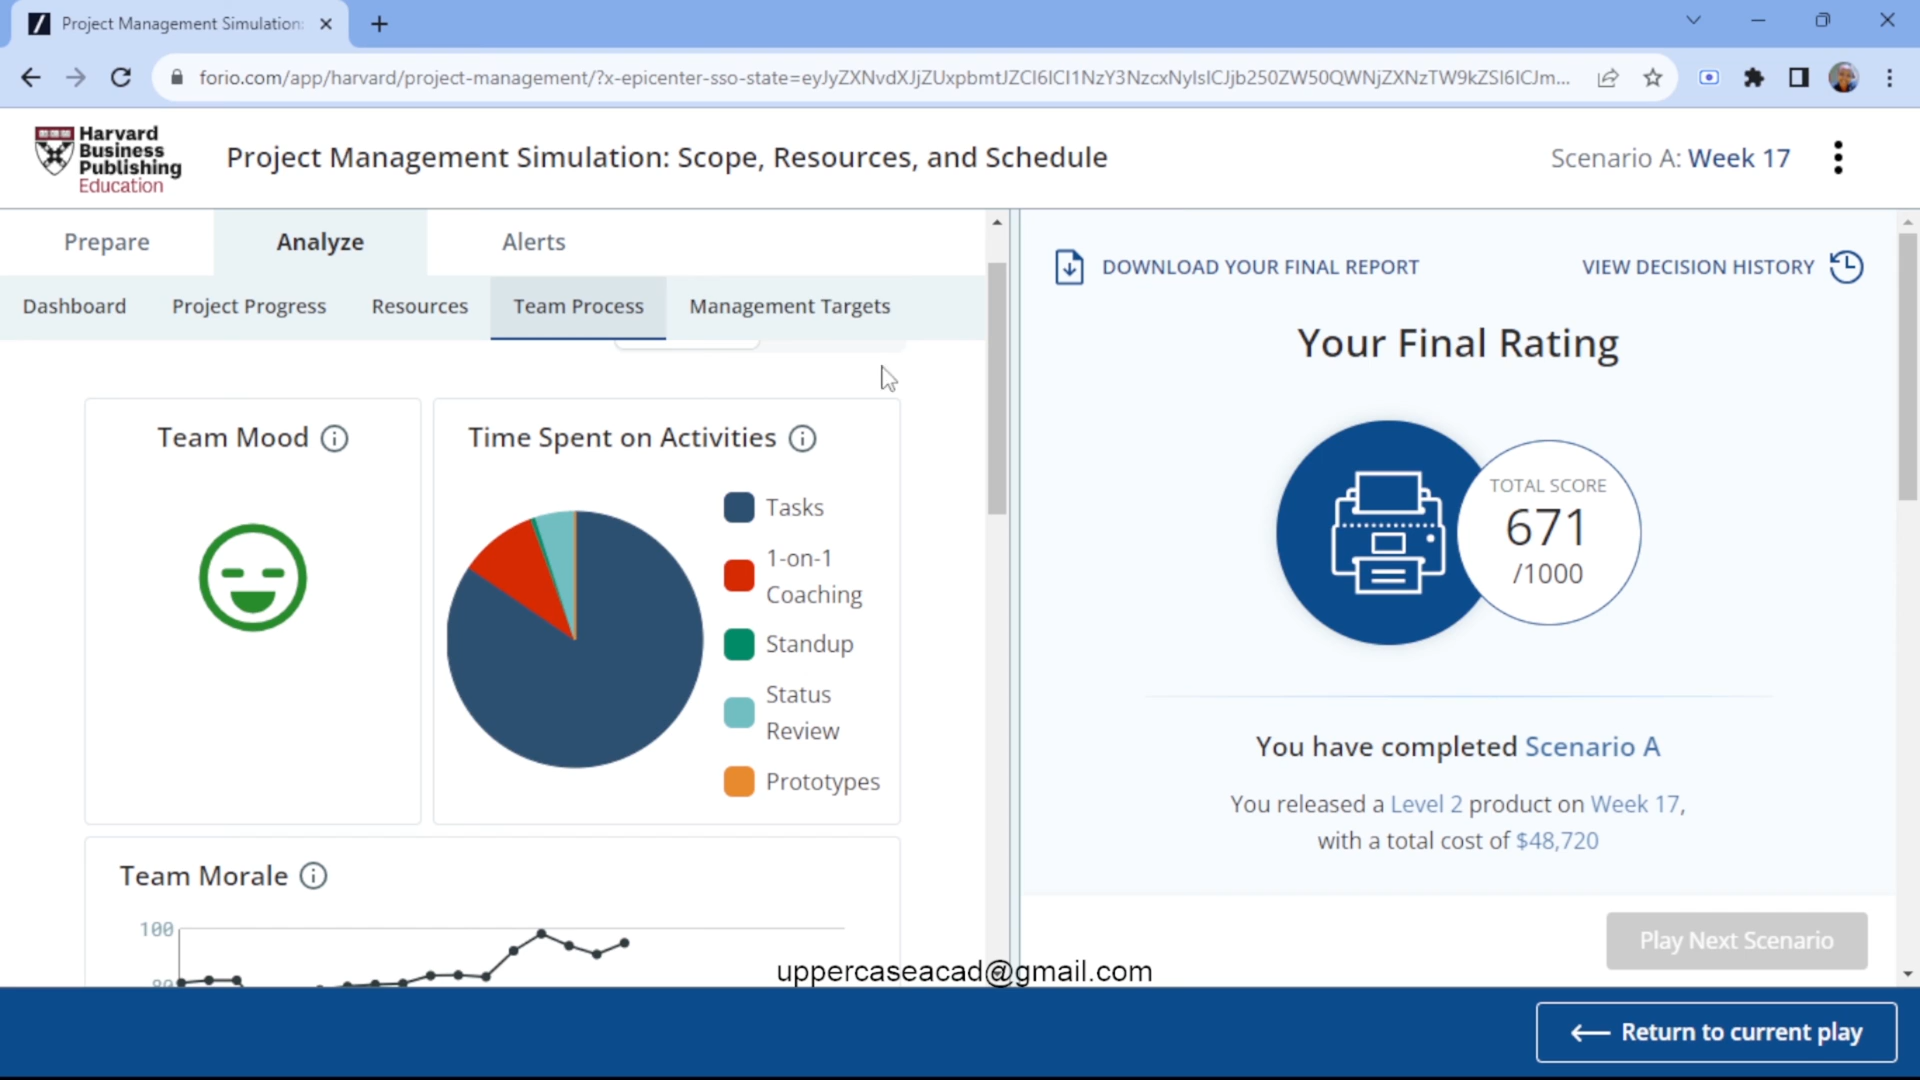 Project Management Simulation:
forio.com/app/harvard/project-management/?x-epicenter-sso-state=eyJyZXNvdXJjZUxpbmtJZCI6ICI1NzY3NzcxNyIsICJjb250ZW50QWNjZXNzTW9kZSI6ICJm...
Harvard
Business
Publishing
Education
Project Management Simulation: Scope, Resources, and Schedule
Scenario A: Week 17
Prepare
Analyze
Alerts
Dashboard
Project Progress
Resources
Team Process
Management Targets
Team Mood
Time Spent on Activities
Tasks
1-on-1
Coaching
Standup
Status
Review
Prototypes
Team Morale
100
80
DOWNLOAD YOUR FINAL REPORT
VIEW DECISION HISTORY
Your Final Rating
TOTAL SCORE
671
/1000
You have completed Scenario A
You released a Level 2 product on Week 17,
with a total cost of $48,720
Play Next Scenario
uppercaseacad@gmail.com
Return to current play